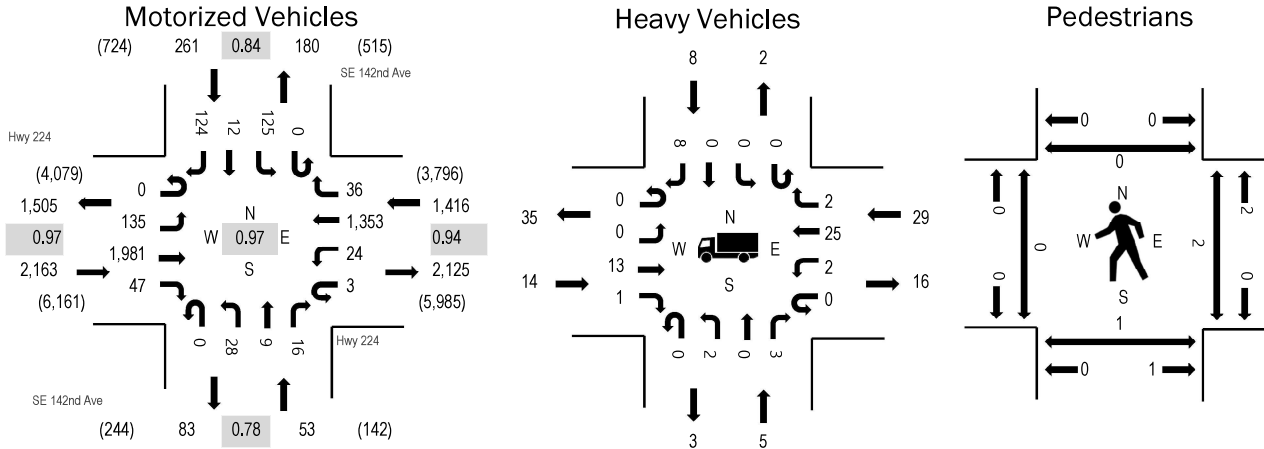 Motorized Vehicles
(724) 261 0.84 180 (515)
SE 142nd Ave
Hwy 224
124 12 125 0
(4,079) (3,796)
0 36
1,505 1,416
135 1,353
N
0.97 W 0.97 E 0.94
1,981 24
S
2,163 2,125
47 3
(6,161) (5,985)
0 28 9 16
Hwy 224
SE 142nd Ave
(244) 83 0.78 53 (142)
Heavy Vehicles
8 2
8 0 0 0
0 2
35 29
N
0 25
W E
13 2
S
14 16
1 0
0 2 0 3
3 5
Pedestrians
0 0
0
N
0 2
W E
0 2
S
0 0
1
0 1